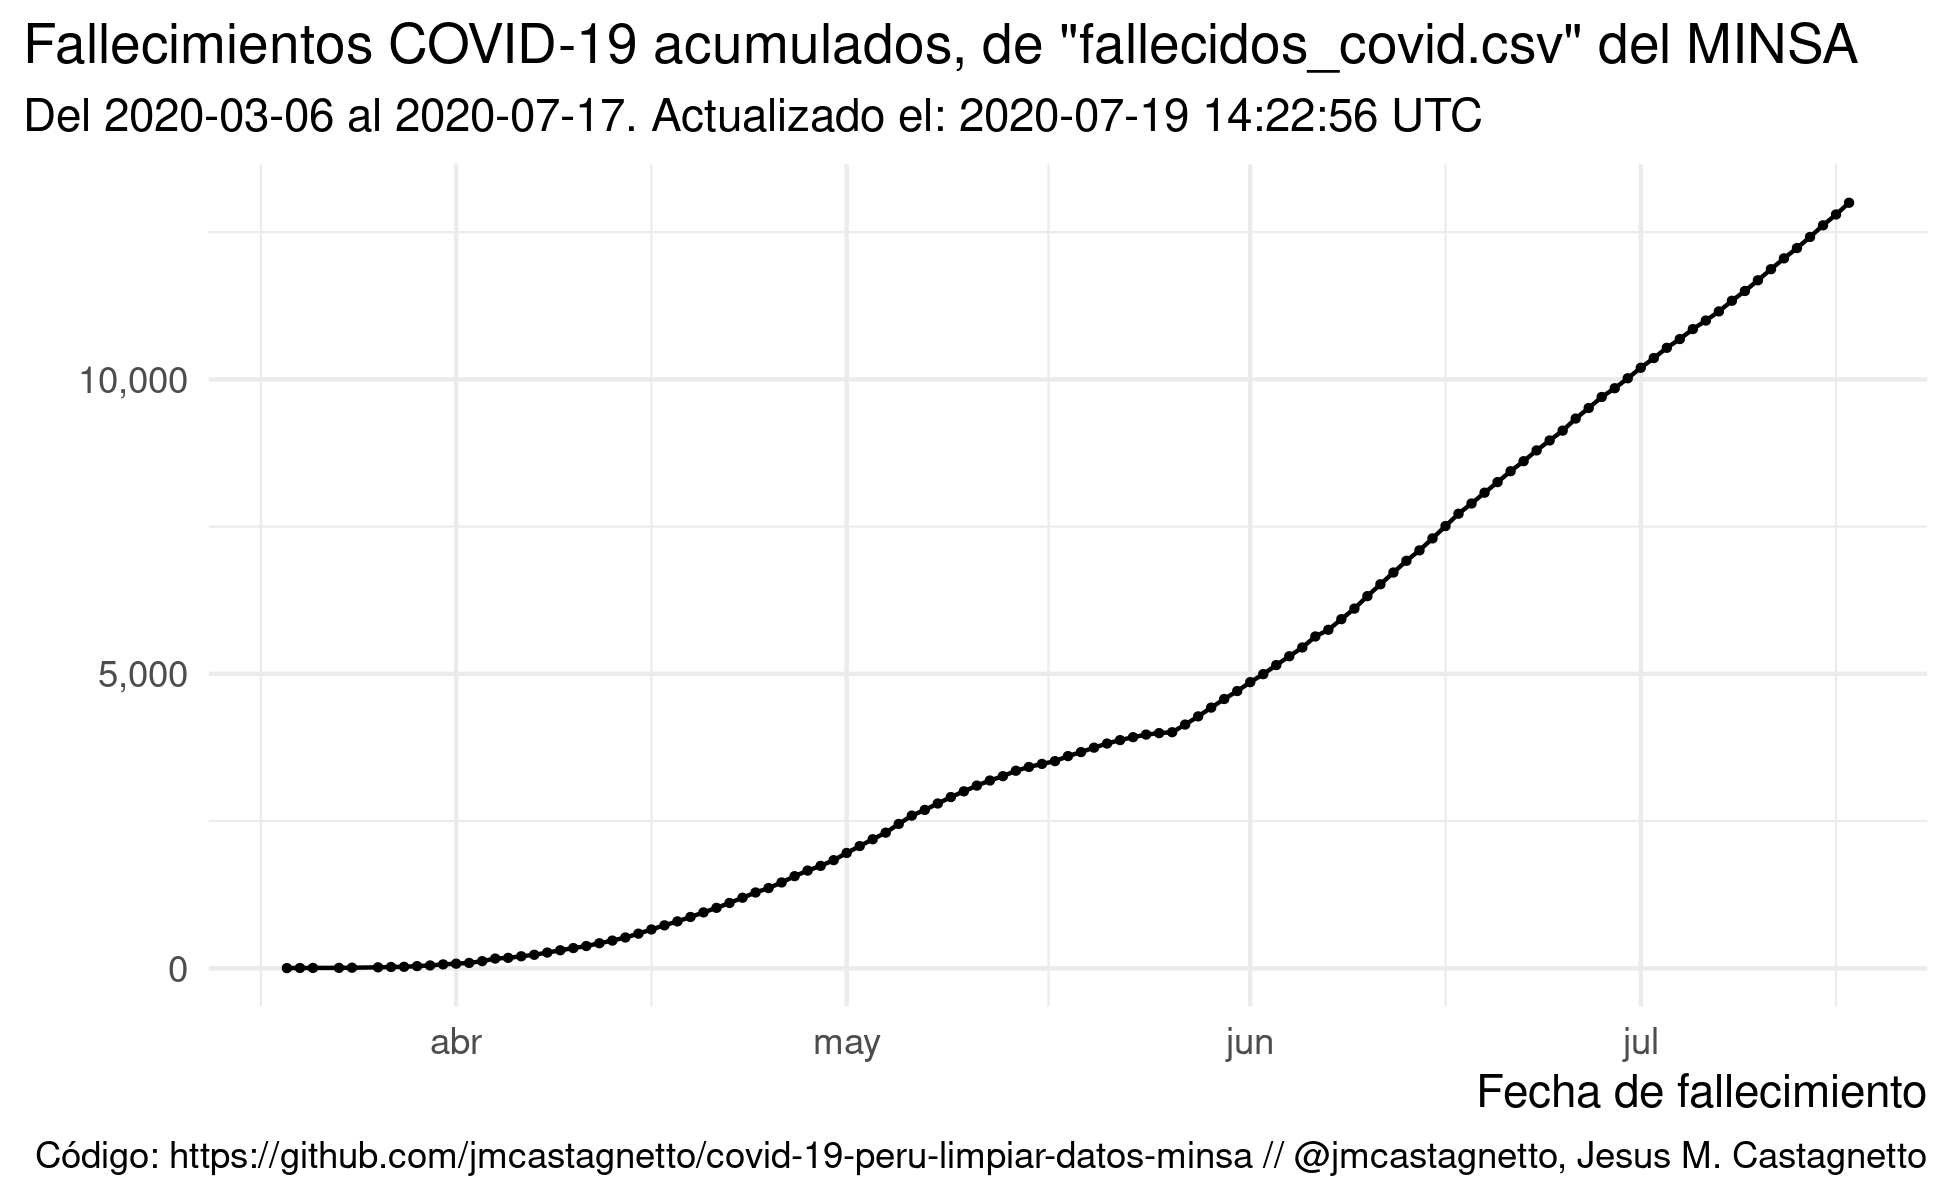 Fallecimientos COVID-19 acumulados, de "fallecidos_covid.csv" del MINSA
Del 2020-03-06 al 2020-07-17. Actualizado el: 2020-07-19 14:22:56 UTC
10,000
5,000
0
abr may jun jul
Fecha de fallecimiento
Código: https://github.com/jmcastagnetto/covid-19-peru-limpiar-datos-minsa // @jmcastagnetto, Jesus M. Castagnetto